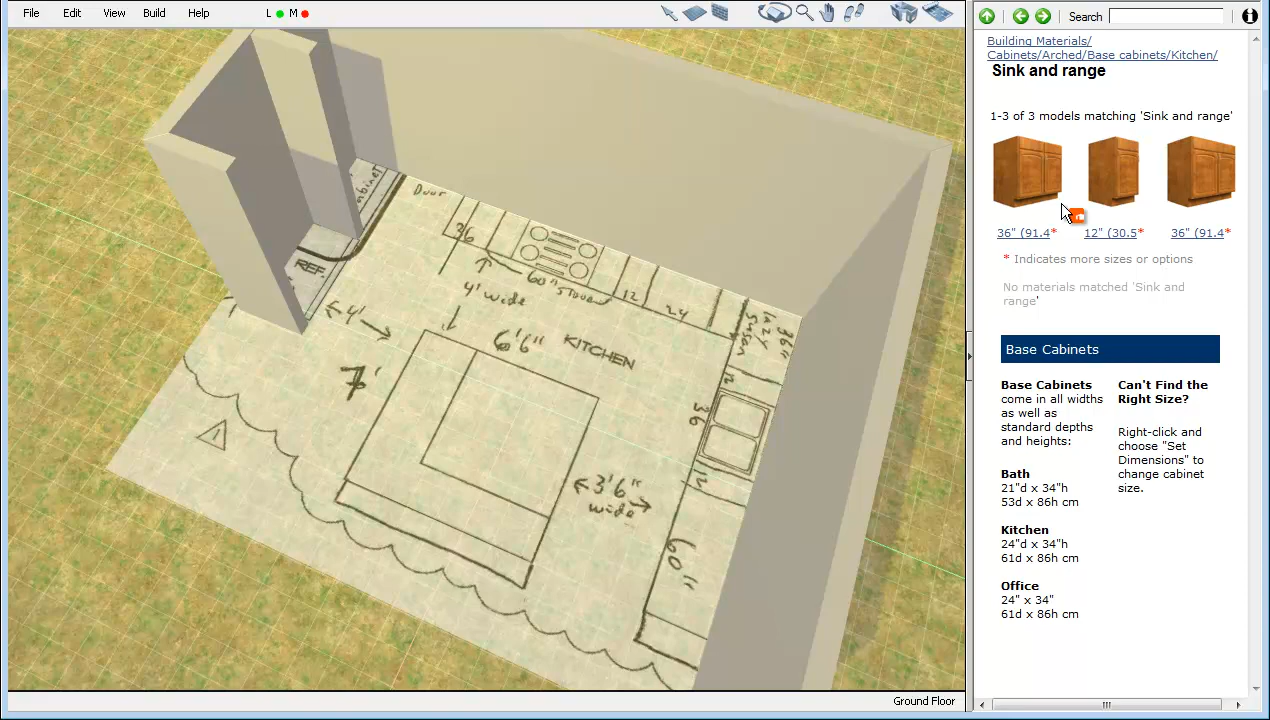 File Edit View Build Help
L M
Search
Building Materials/
Cabinets/Arched/Base cabinets/Kitchen/
Sink and range
1-3 of 3 models matching 'Sink and range'
36" (91.4* 12" (30.5* 36" (91.4*
* Indicates more sizes or options
No materials matched 'Sink and
range'
Base Cabinets
Base Cabinets
come in all widths
as well as
standard depths
and heights:
Bath
21"d x 34"h
53d x 86h cm
Kitchen
24"d x 34"h
61d x 86h cm
Office
24" x 34"
61d x 86h cm
Can't Find the
Right Size?
Right-click and
choose "Set
Dimensions" to
change cabinet
size.
Door
36
REF.
60"
12
24
4' wide
4'
6'6"
KITCHEN
7'
36"
LAZY
SUSAN
12
36
12
3'6"
wide
60"
1
Ground Floor